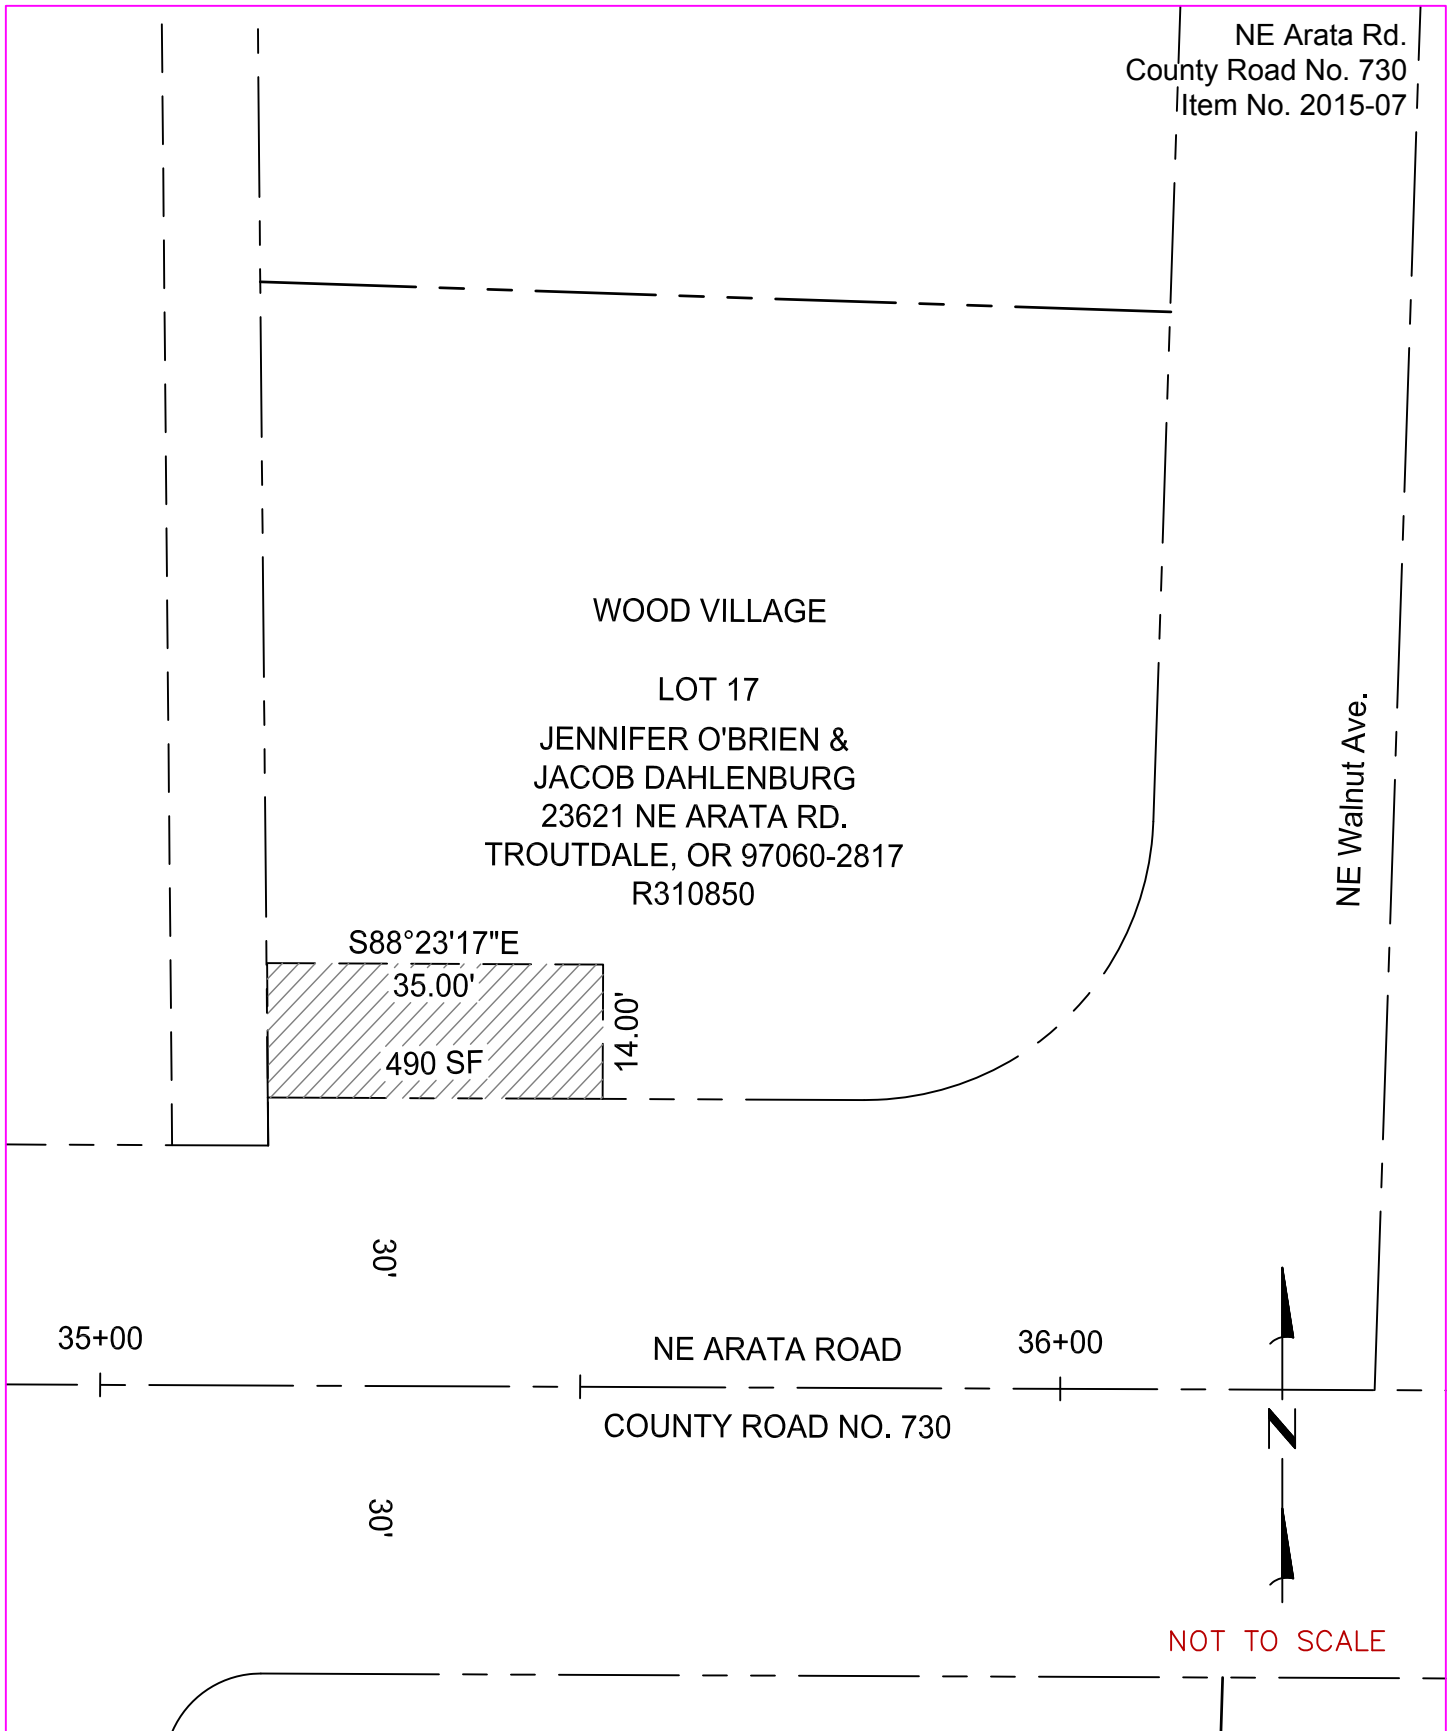 NE Arata Rd.
County Road No. 730
Item No. 2015-07
WOOD VILLAGE
LOT 17
JENNIFER O'BRIEN &
JACOB DAHLENBURG
23621 NE ARATA RD.
TROUTDALE, OR 97060-2817
R310850
NE Walnut Ave.
S88°23'17"E
35.00'
14.00'
490 SF
30'
35+00
NE ARATA ROAD
36+00
COUNTY ROAD NO. 730
N
30'
NOT TO SCALE